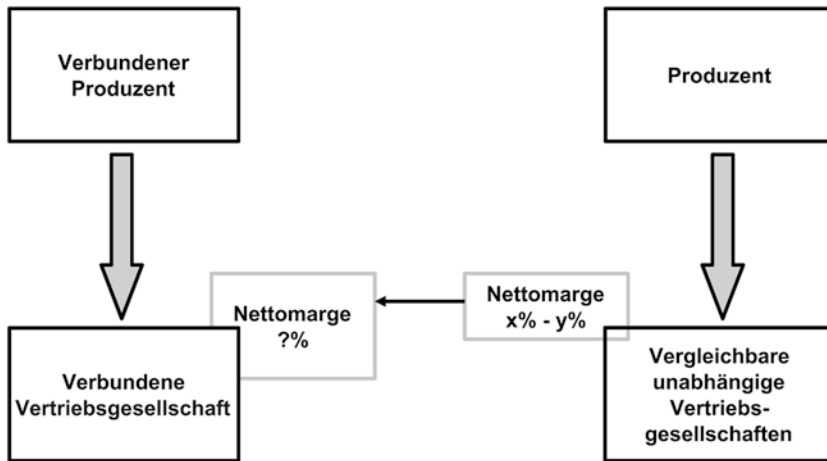 Verbundener
Produzent
Produzent
Nettomarge
?%
Nettomarge
x% - y%
Verbundene
Vertriebsgesellschaft
Vergleichbare
unabhängige
Vertriebs-
gesellschaften